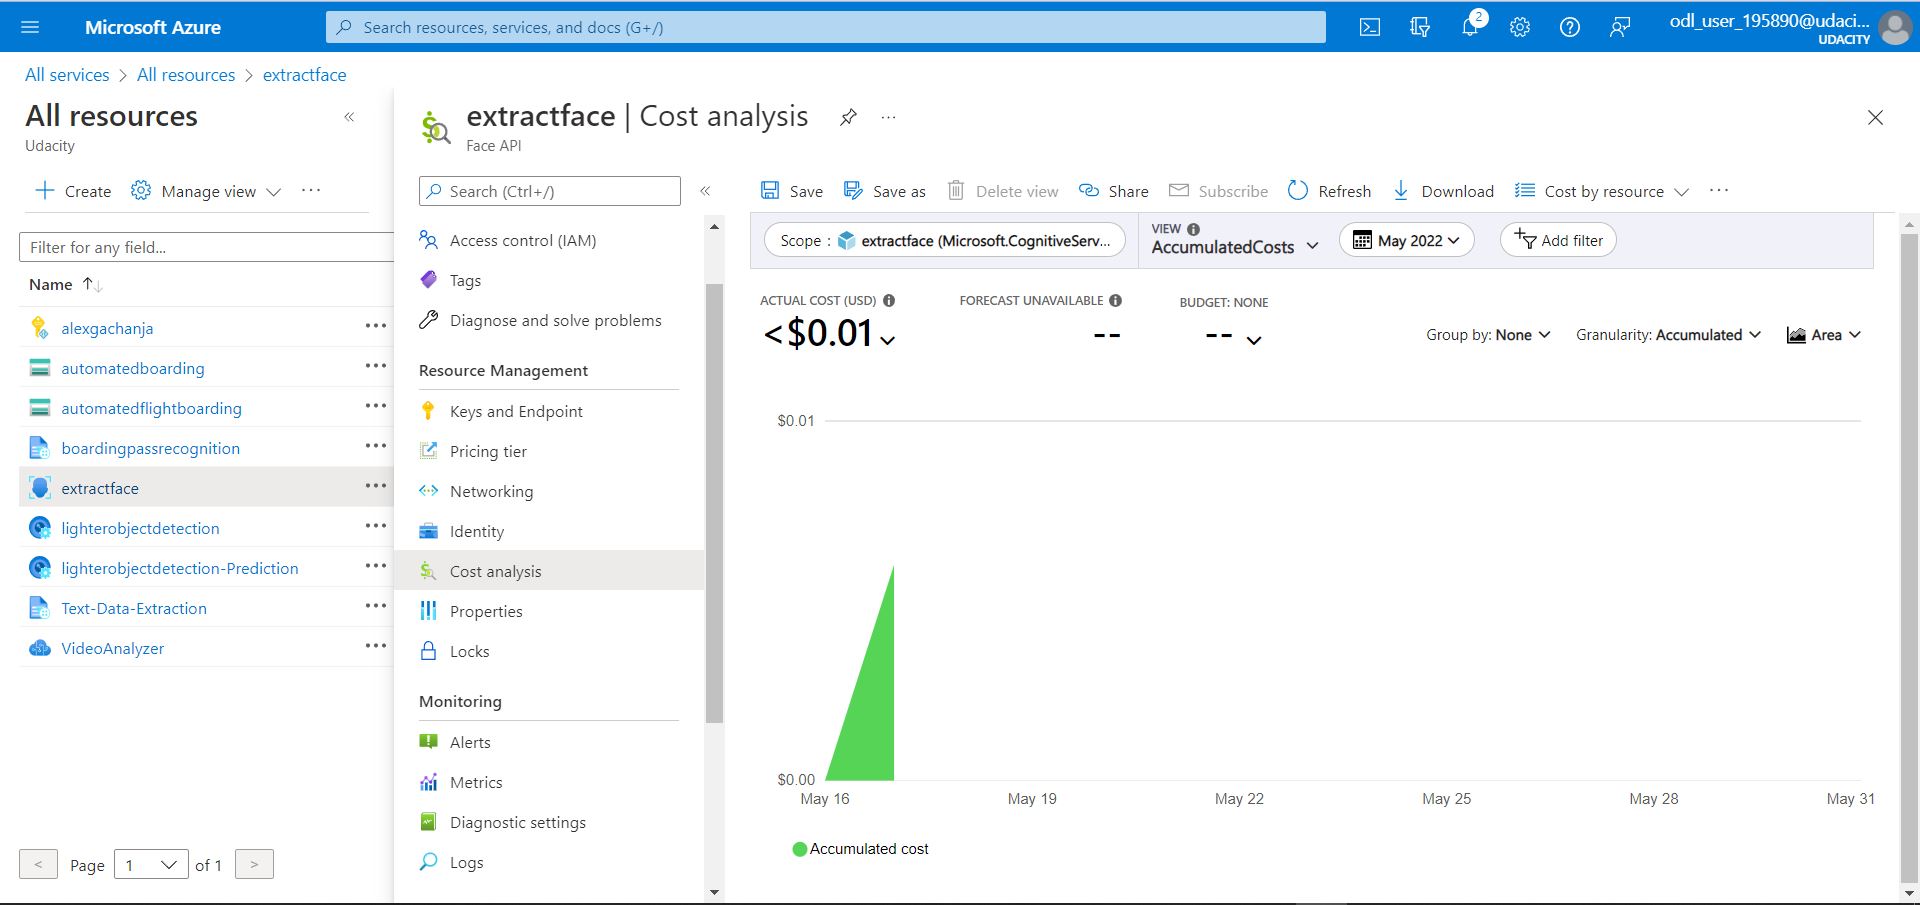 Microsoft Azure
Search resources, services, and docs (G+/)
2
odl_user_195890@udaci...
UDACITY
All services > All resources > extractface
All resources
Udacity
Create Manage view
Filter for any field...
Name
alexgachanja
automatedboarding
automatedflightboarding
boardingpassrecognition
extractface
lighterobjectdetection
lighterobjectdetection-Prediction
Text-Data-Extraction
VideoAnalyzer
< Page 1 of 1 >
extractface | Cost analysis
Face API
Search (Ctrl+/)
Access control (IAM)
Tags
Diagnose and solve problems
Resource Management
Keys and Endpoint
Pricing tier
Networking
Identity
Cost analysis
Properties
Locks
Monitoring
Alerts
Metrics
Diagnostic settings
Logs
Save Save as Delete view Share Subscribe Refresh Download Cost by resource
Scope : extractface (Microsoft.CognitiveServ...
VIEW
AccumulatedCosts
May 2022
Add filter
ACTUAL COST (USD)
<$0.01
FORECAST UNAVAILABLE
--
BUDGET: NONE
--
Group by: None Granularity: Accumulated Area
$0.01
$0.00
May 16 May 19 May 22 May 25 May 28 May 31
Accumulated cost